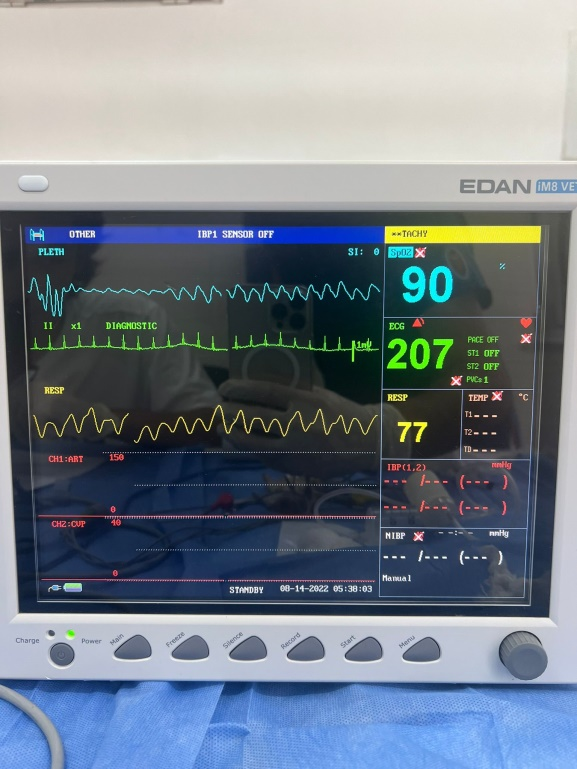 EDAN iM8 VE
OTHER IBP1 SENSOR OFF **TACHY
PLETH SI: 0
SpO2
90 %
II x1 DIAGNOSTIC
1mV
ECG
207
PACE OFF
ST1 OFF
ST2 OFF
PVCs 1
RESP
RESP
77
TEMP °C
T1 ---
T2 ---
TD ---
CH1:ART 150
0
IBP(1,2) mmHg
--- /--- (--- )
--- /--- (--- )
CH2:CVP 40
0
NIBP --:-- mmHg
--- /--- (--- )
Manual
STANDBY 08-14-2022 05:38:03
Charge Power Main Freeze Silence Record Start Menu